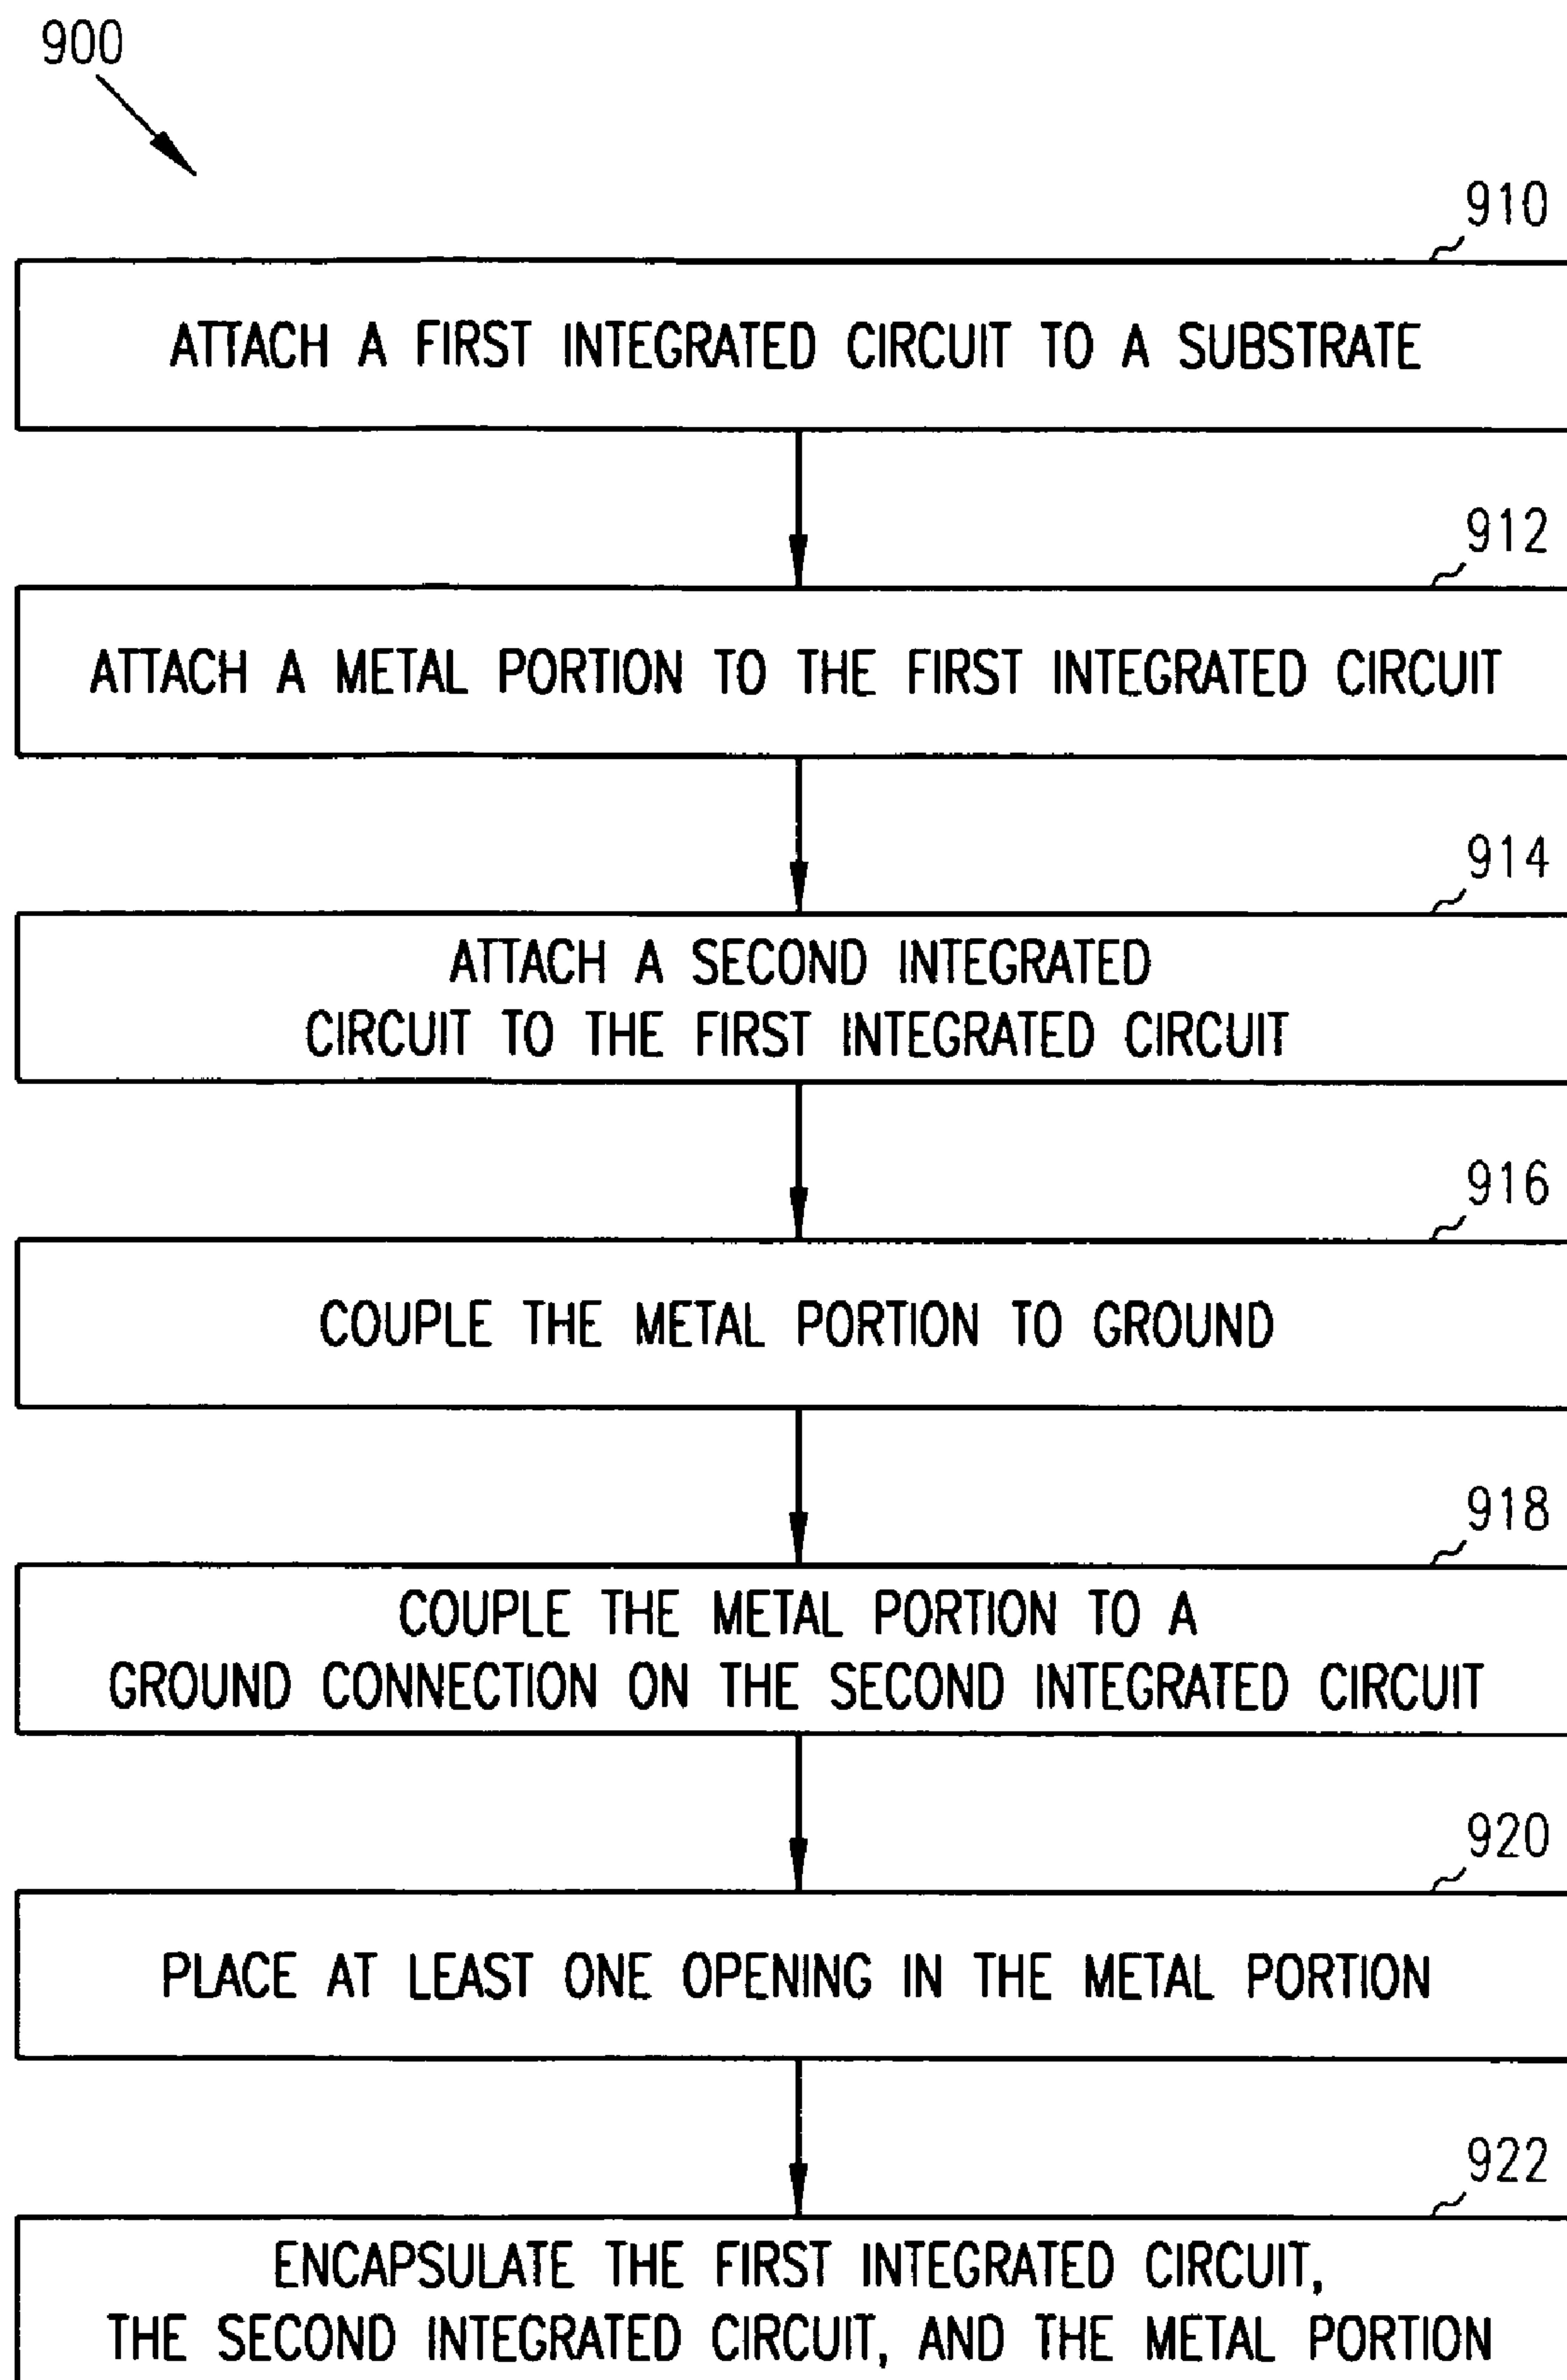 900
910
ATTACH A FIRST INTEGRATED CIRCUIT TO A SUBSTRATE
912
ATTACH A METAL PORTION TO THE FIRST INTEGRATED CIRCUIT
914
ATTACH A SECOND INTEGRATED
CIRCUIT TO THE FIRST INTEGRATED CIRCUIT
916
COUPLE THE METAL PORTION TO GROUND
918
COUPLE THE METAL PORTION TO A
GROUND CONNECTION ON THE SECOND INTEGRATED CIRCUIT
920
PLACE AT LEAST ONE OPENING IN THE METAL PORTION
922
ENCAPSULATE THE FIRST INTEGRATED CIRCUIT,
THE SECOND INTEGRATED CIRCUIT, AND THE METAL PORTION